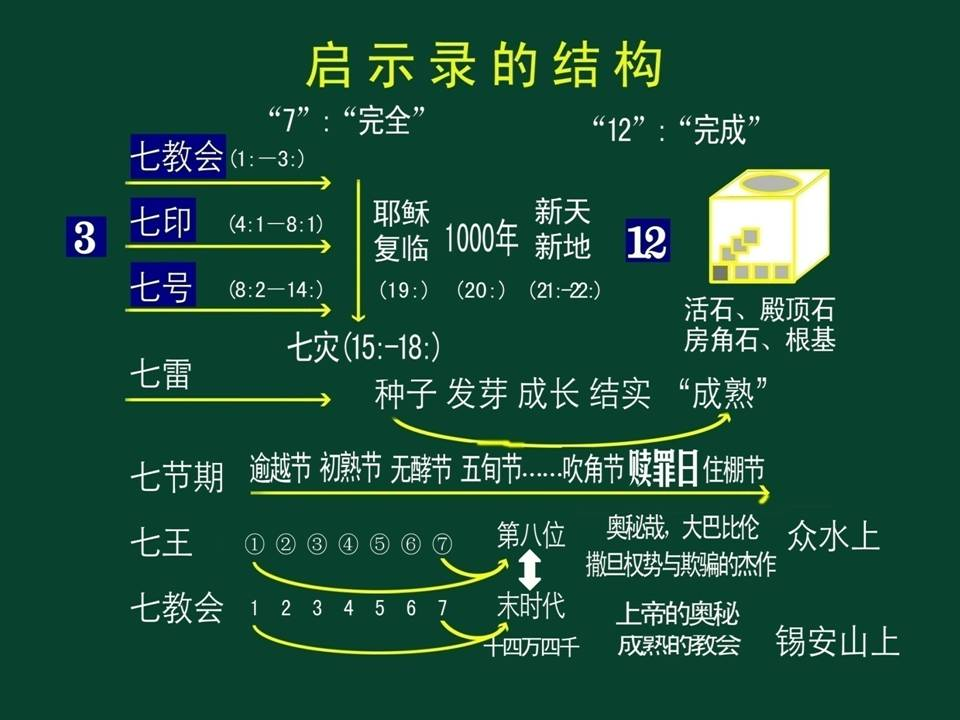 启示录的结构
“7”：“完全”
“12”：“完成”
七教会(1:－3:)
3
七印 (4:1－8:1)
七号 (8:2－14:)
耶稣复临 1000年 新天新地
(19:) (20:) (21:-22:)
12
活石、殿顶石
房角石、根基
七灾(15:-18:)
七雷
种子 发芽 成长 结实 “成熟”
七节期 逾越节 初熟节 无酵节 五旬节……吹角节 赎罪日 住棚节
七王 ① ② ③ ④ ⑤ ⑥ ⑦ 第八位
奥秘哉，大巴比伦
撒旦权势与欺骗的杰作
众水上
七教会 1 2 3 4 5 6 7 末时代
十四万四千
上帝的奥秘
成熟的教会
锡安山上